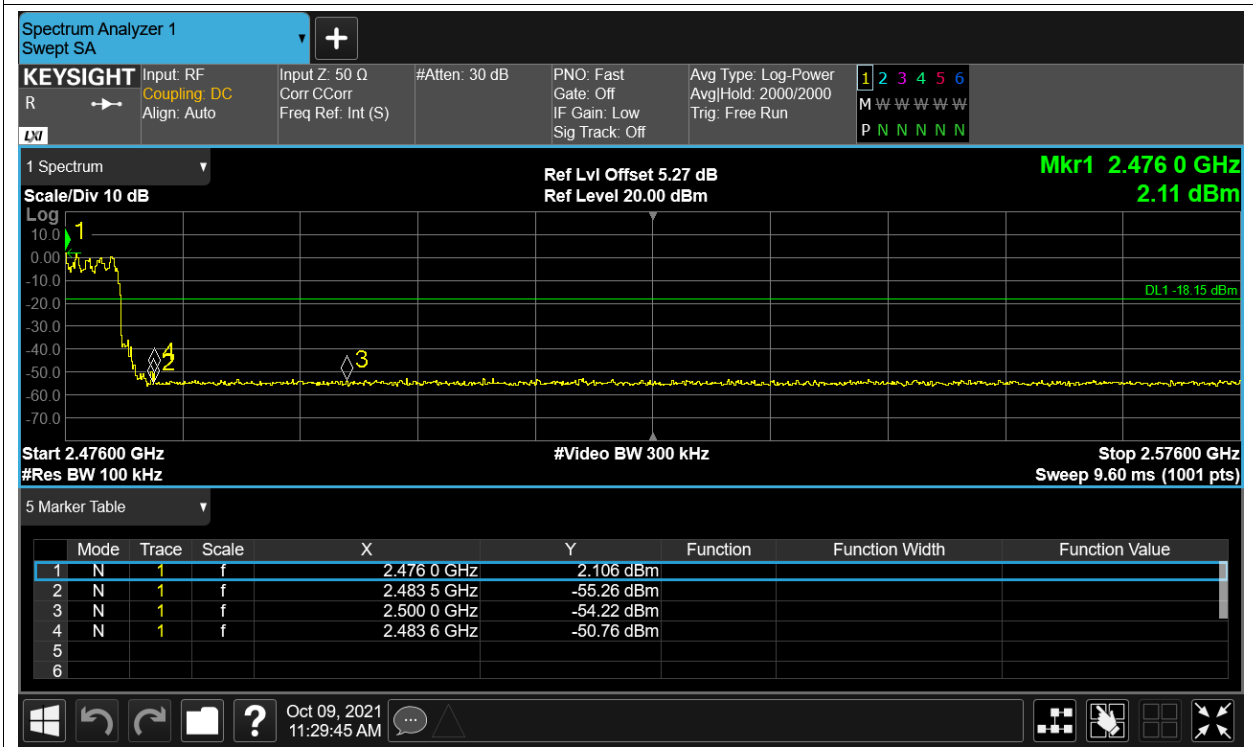 Spectrum Analyzer 1
Swept SA
+
KEYSIGHT Input: RF Input Z: 50 Ω #Atten: 30 dB PNO: Fast Avg Type: Log-Power 1 2 3 4 5 6
R Coupling: DC Corr CCorr Gate: Off Avg|Hold: 2000/2000 M W W W W W
Align: Auto Freq Ref: Int (S) IF Gain: Low Trig: Free Run
LXI Sig Track: Off P N N N N N
1 Spectrum Ref Lvl Offset 5.27 dB Mkr1 2.476 0 GHz
Scale/Div 10 dB Ref Level 20.00 dBm 2.11 dBm
Log
10.0 1
0.00
-10.0
DL1 -18.15 dBm
-20.0
-30.0
-40.0 4 3
-50.0 2
-60.0
-70.0
Start 2.47600 GHz #Video BW 300 kHz Stop 2.57600 GHz
#Res BW 100 kHz Sweep 9.60 ms (1001 pts)
5 Marker Table
Mode Trace Scale X Y Function Function Width Function Value
1 N 1 f 2.476 0 GHz 2.106 dBm
2 N 1 f 2.483 5 GHz -55.26 dBm
3 N 1 f 2.500 0 GHz -54.22 dBm
4 N 1 f 2.483 6 GHz -50.76 dBm
5
6
? Oct 09, 2021
11:29:45 AM